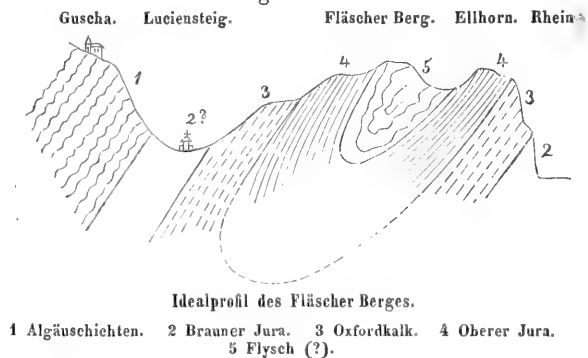 Guscha. Luciensteig. Fläscher Berg. Ellhorn. Rhein
4 5 4
1 2? 3 3
2
Idealprofil des Fläscher Berges.
1 Algäuschichten. 2 Brauner Jura. 3 Oxfordkalk. 4 Oberer Jura.
5 Flysch (?).